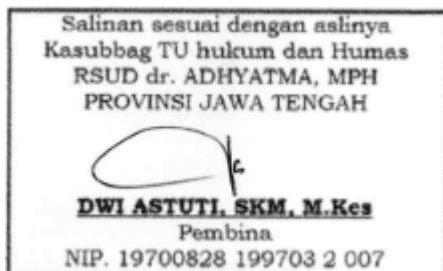 Salinan sesuai dengan aslinya
Kasubbag TU hukum dan Humas
RSUD dr. ADHYATMA, MPH
PROVINSI JAWA TENGAH
DWI ASTUTI, SKM, M.Kes
Pembina
NIP. 19700828 199703 2 007